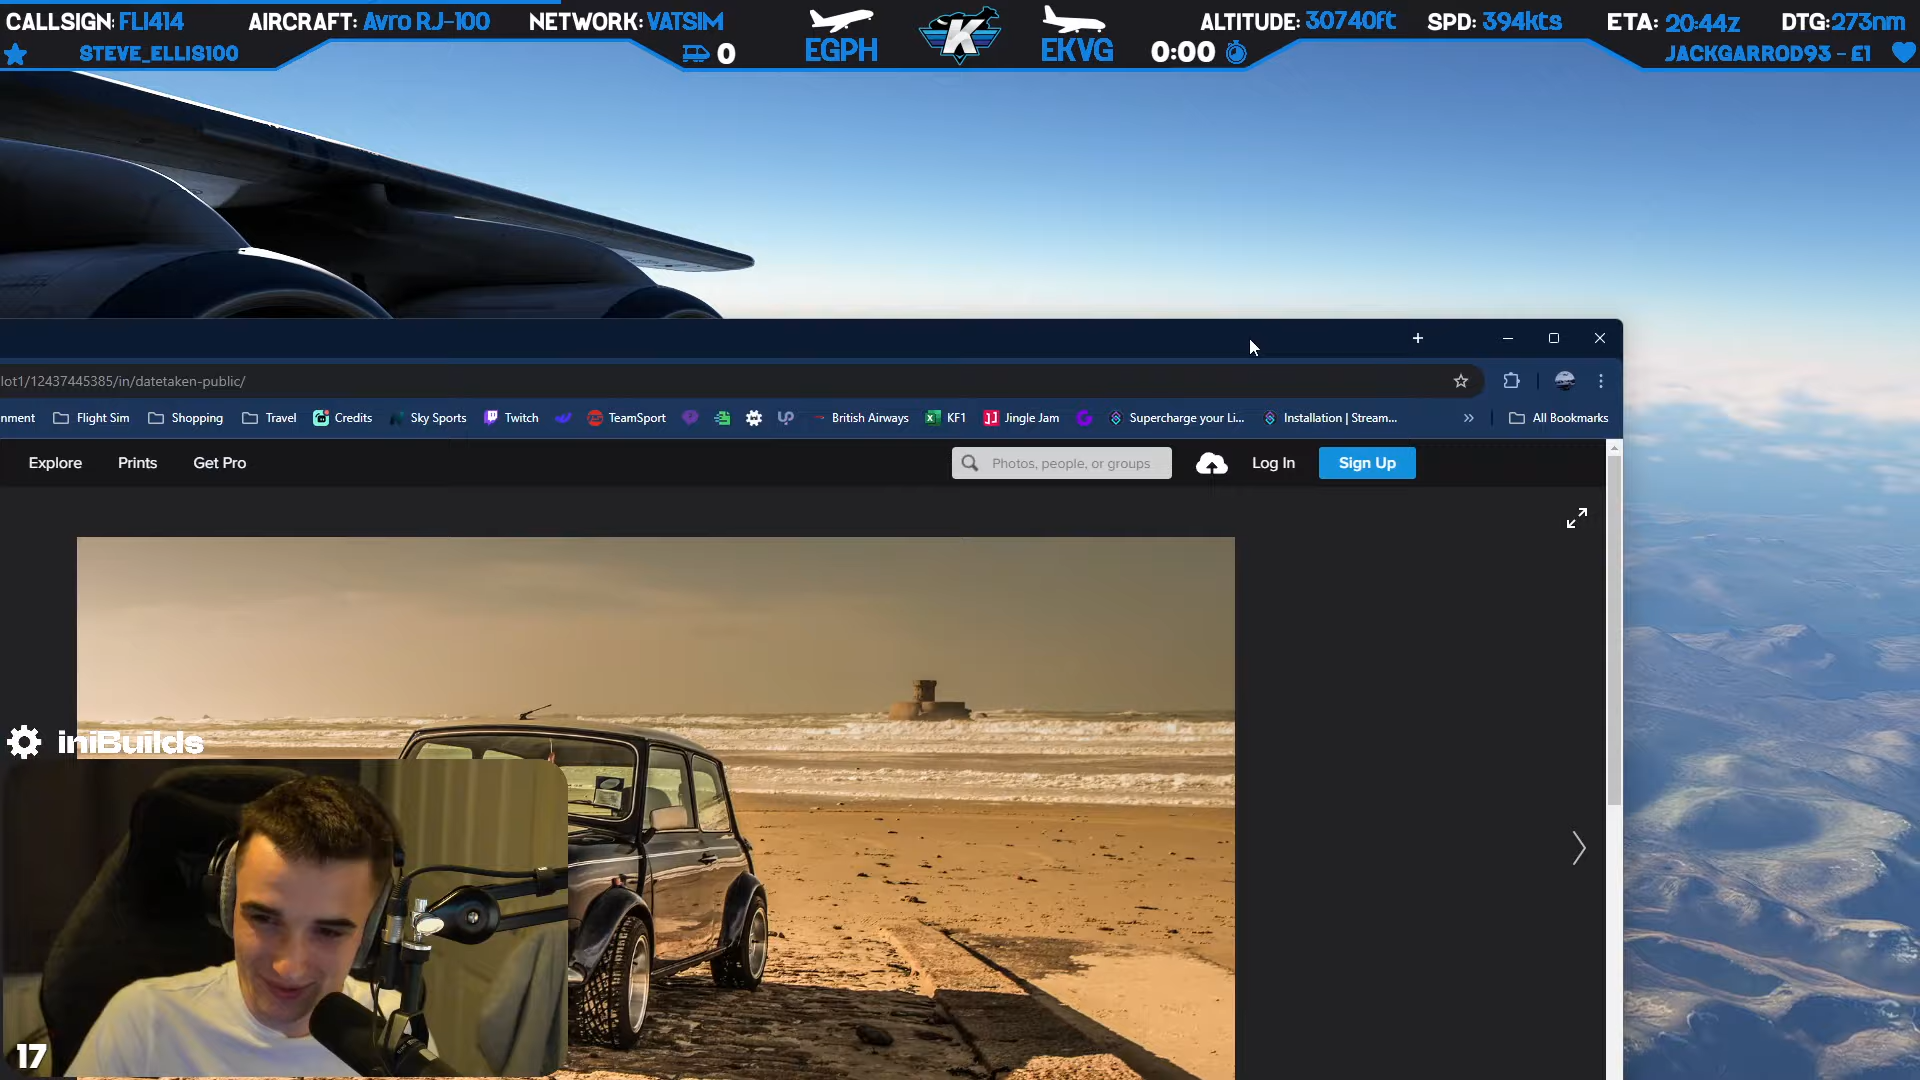 CALLSIGN: FLI414 AIRCRAFT: Avro RJ-100 NETWORK: VATSIM ALTITUDE: 30740ft SPD: 394kts ETA: 20:44z DTG:273nm
STEVE_ELLIS100 0 EGPH K EKVG 0:00 JACKGARROD93 - £1
lot1/12437445385/in/datetaken-public/
nment Flight Sim Shopping Travel Credits Sky Sports Twitch TeamSport British Airways KF1 Jingle Jam Supercharge your Li... Installation | Stream... » All Bookmarks
Explore Prints Get Pro Photos, people, or groups Log In Sign Up
iniBuilds
17